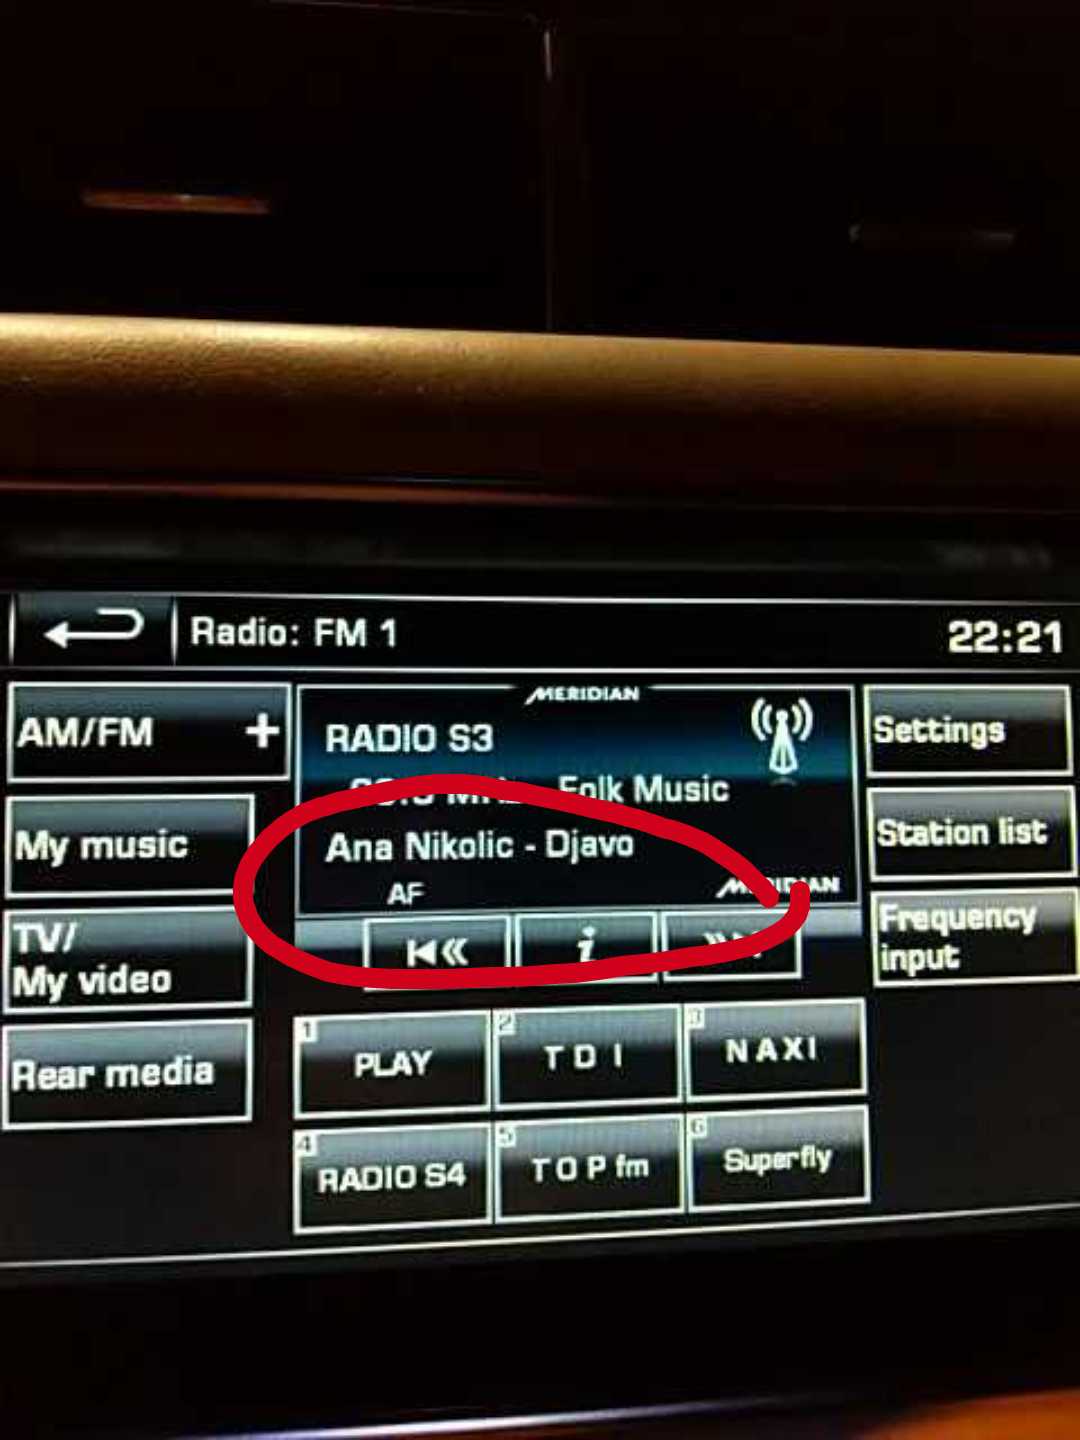 Radio: FM 1
22:21
AM/FM +
MERIDIAN
RADIO S3
Settings
MHz Folk Music
My music
Ana Nikolic - Djavo
Station list
AF
MERIDIAN
TV/
My video
i
Frequency
input
Rear media
1
PLAY
2
T D I
N A X I
4
RADIO S4
5
T O P fm
6
Superfly